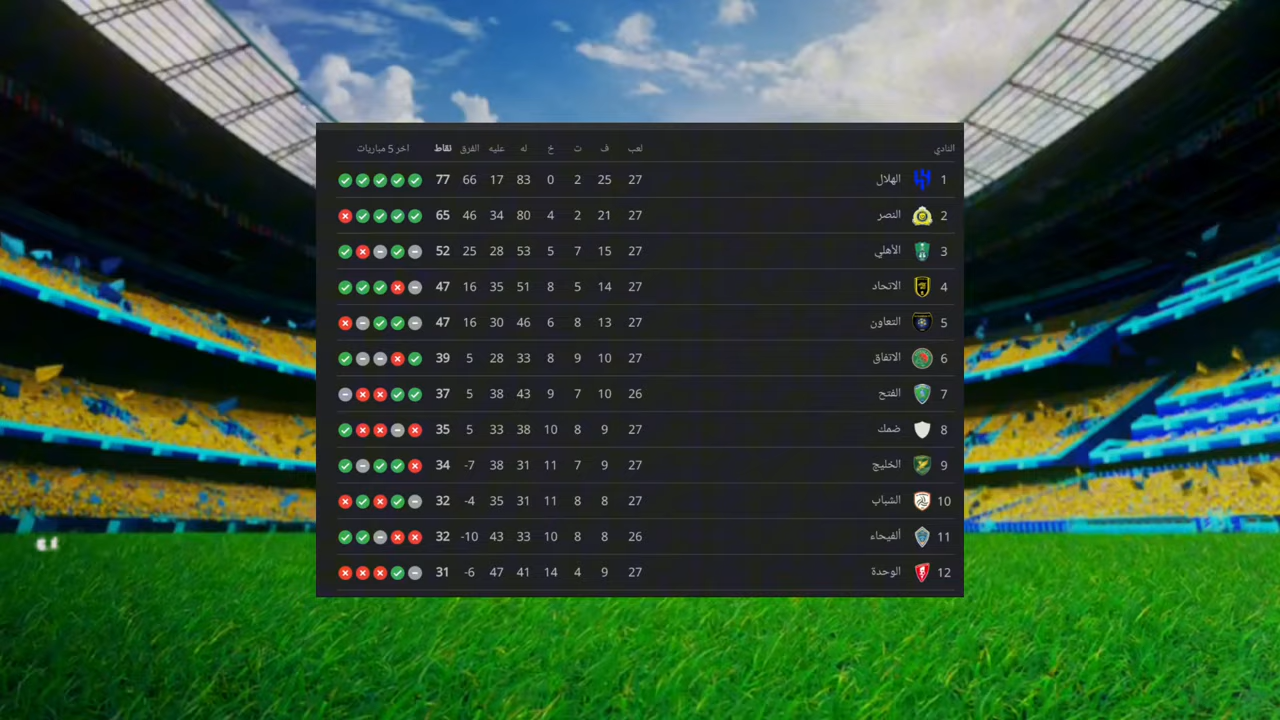 النادي لعب ف ت خ له عليه الفرق نقاط اخر 5 مباريات
1 الهلال 27 25 2 0 83 17 66 77
2 النصر 27 21 2 4 80 34 46 65
3 الأهلي 27 15 7 5 53 28 25 52
4 الاتحاد 27 14 5 8 51 35 16 47
5 التعاون 27 13 8 6 46 30 16 47
6 الاتفاق 27 10 9 8 33 28 5 39
7 الفتح 26 10 7 9 43 38 5 37
8 ضمك 27 9 8 10 38 33 5 35
9 الخليج 27 9 7 11 31 38 -7 34
10 الشباب 27 8 8 11 31 35 -4 32
11 ألفيحاء 26 8 8 10 33 43 -10 32
12 الوحدة 27 9 4 14 41 47 -6 31